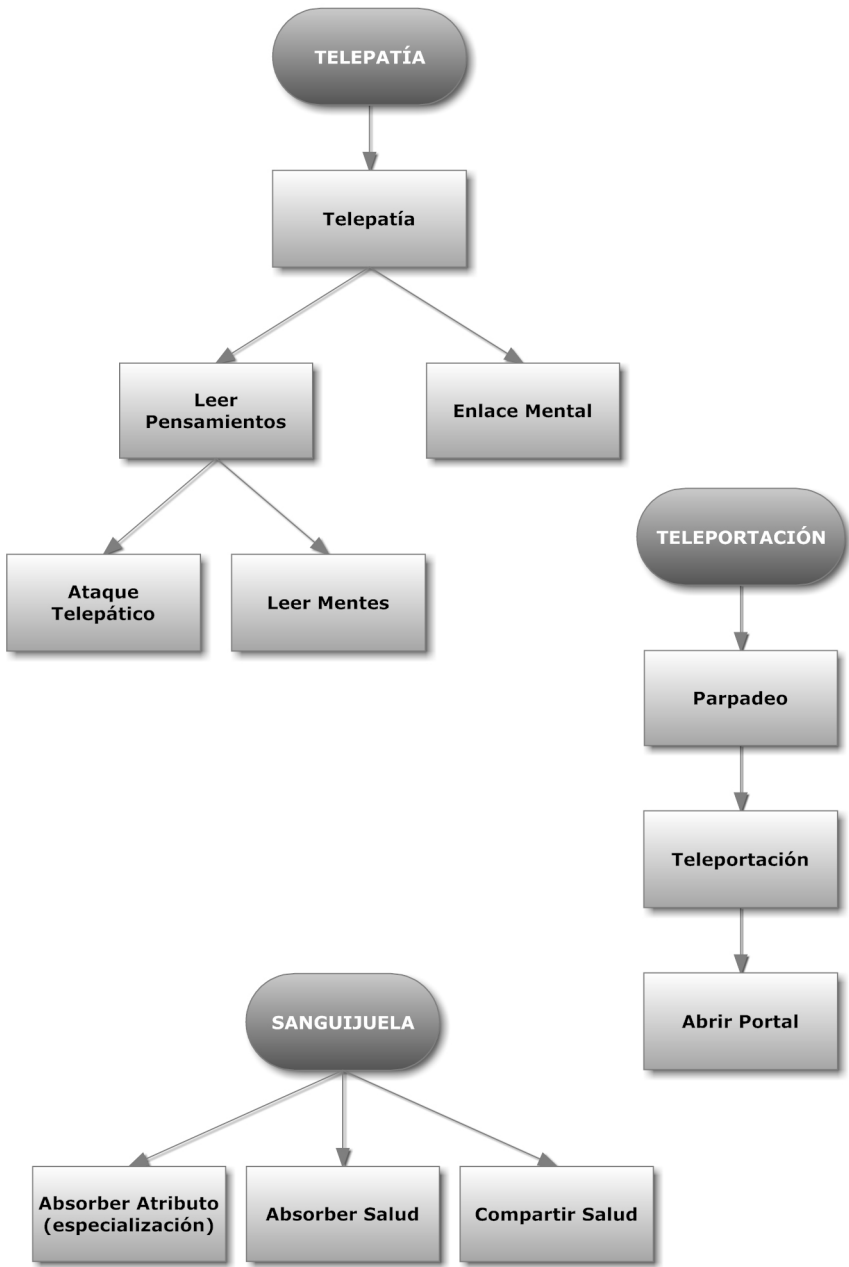 TELEPATÍA
Telepatía
Leer
Pensamientos
Enlace Mental
Ataque
Telepático
Leer Mentes
TELEPORTACIÓN
Parpadeo
Teleportación
Abrir Portal
SANGUIJUELA
Absorber Atributo
(especialización)
Absorber Salud
Compartir Salud